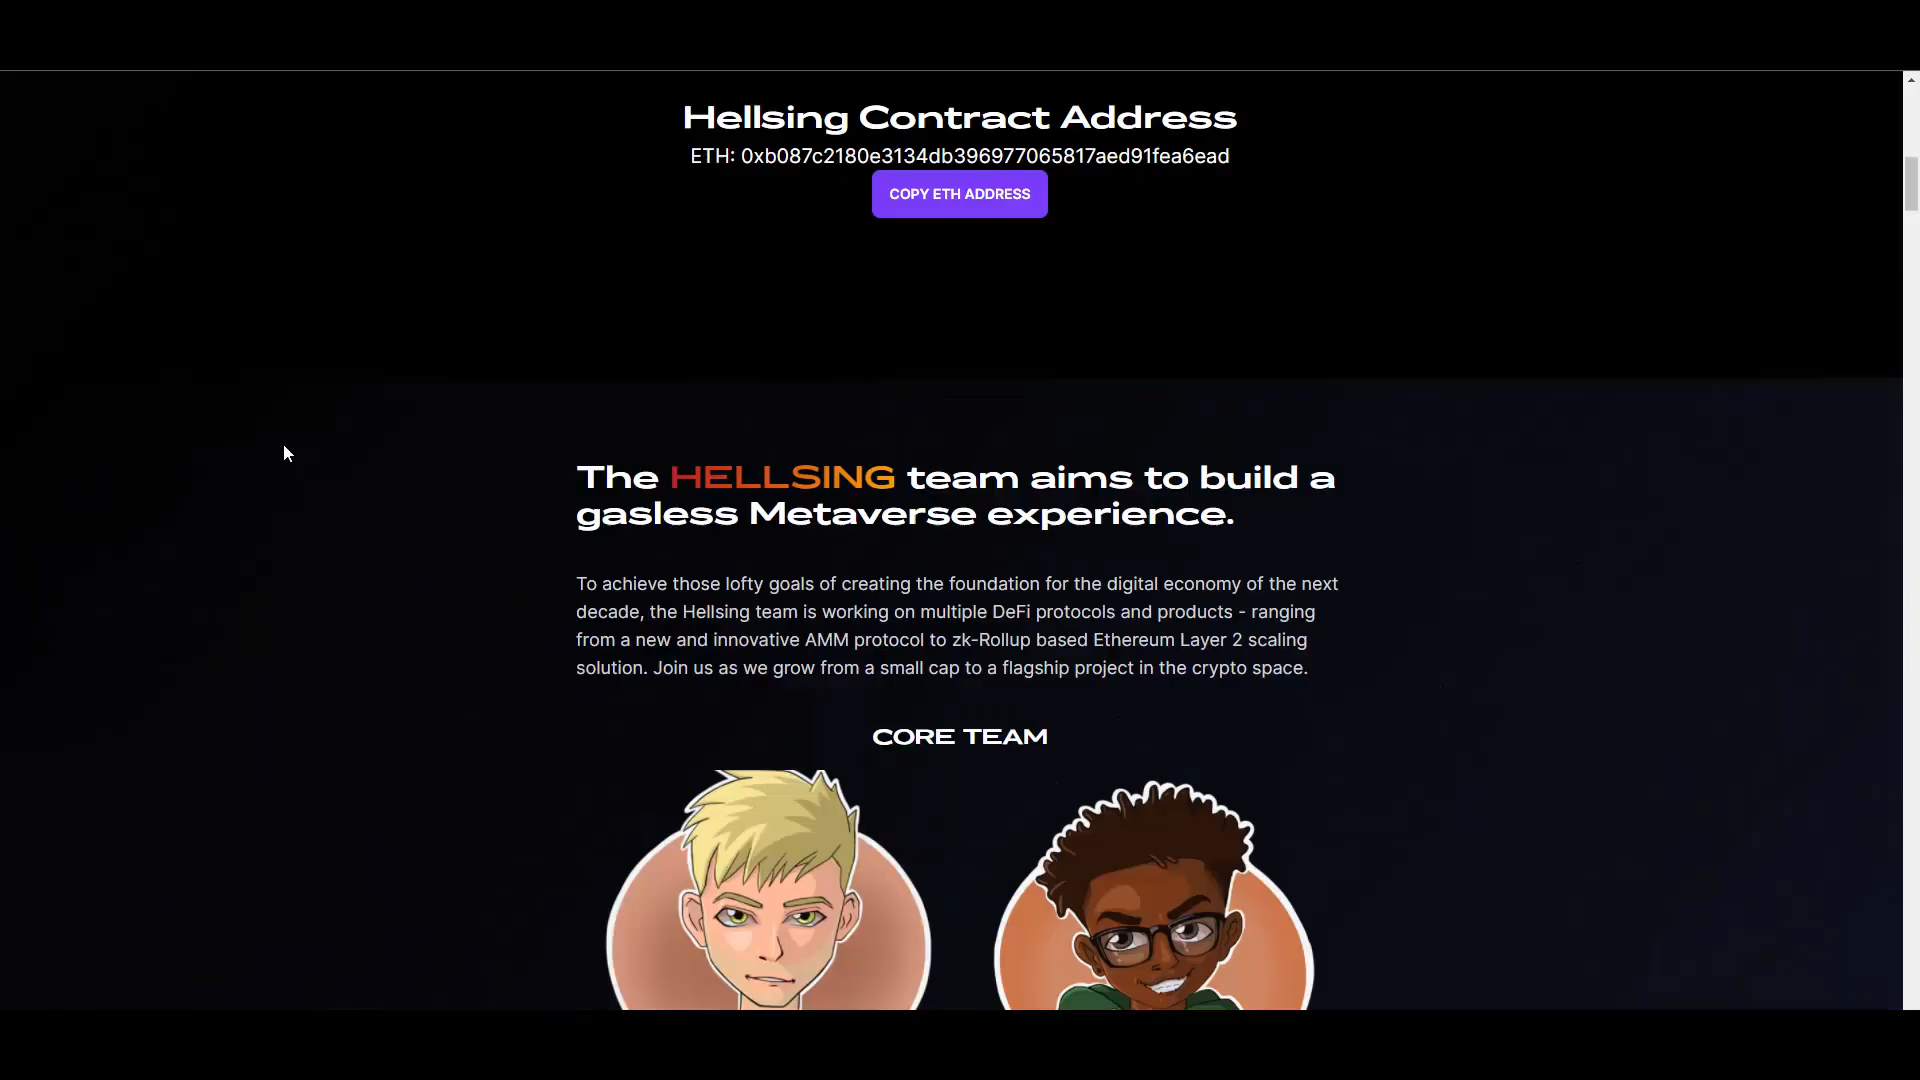 Hellsing Contract Address
ETH: 0xb087c2180e3134db396977065817aed91fea6ead
COPY ETH ADDRESS
The HELLSING team aims to build a
gasless Metaverse experience.
To achieve those lofty goals of creating the foundation for the digital economy of the next
decade, the Hellsing team is working on multiple DeFi protocols and products - ranging
from a new and innovative AMM protocol to zk-Rollup based Ethereum Layer 2 scaling
solution. Join us as we grow from a small cap to a flagship project in the crypto space.
CORE TEAM